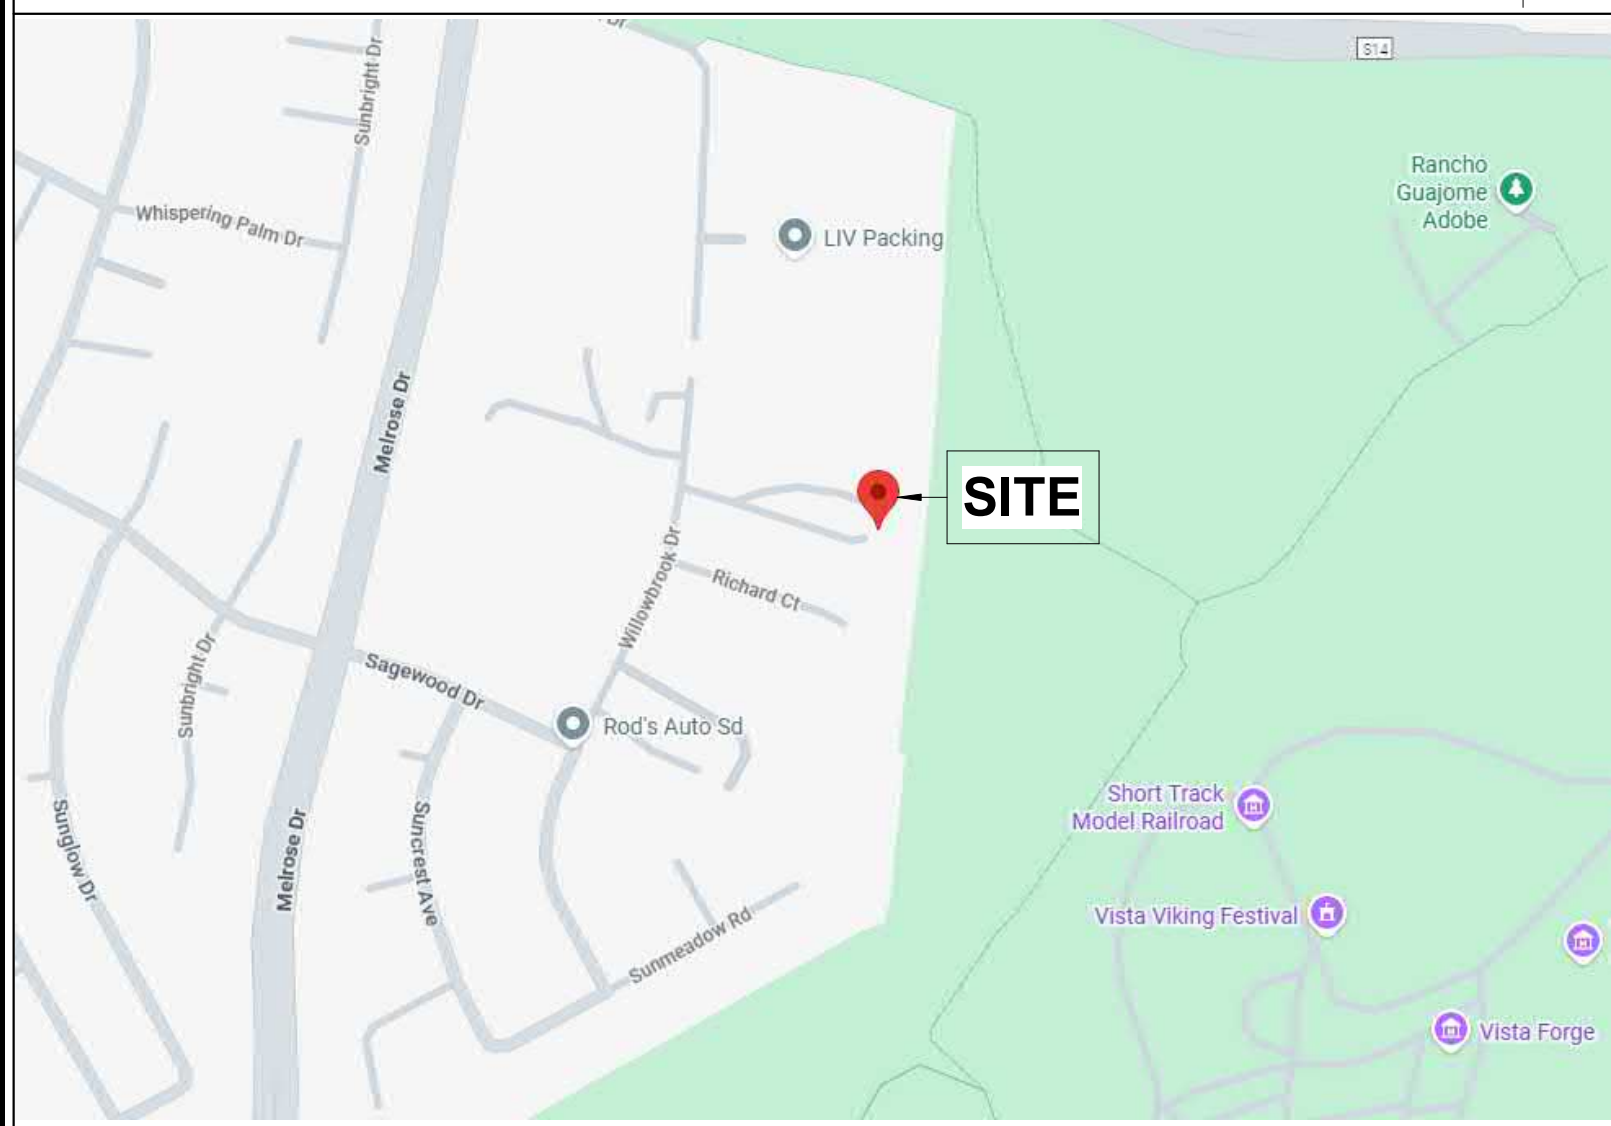 S14
Sunbright Dr
Rancho
Guajome
Adobe
Whispering Palm Dr
LIV Packing
Melrose Dr
SITE
Willowbrook Dr
Richard Ct
Sagewood Dr
Sunbright Dr
Rod's Auto Sd
Short Track
Model Railroad
Sunglow Dr
Melrose Dr
Suncrest Ave
Vista Viking Festival
Sunmeadow Rd
Vista Forge